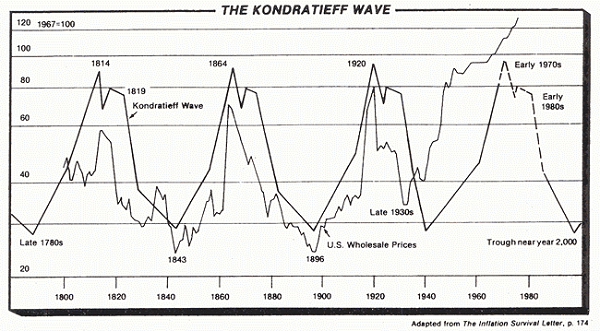 THE KONDRATIEFF WAVE
120 1967=100
1814
1864
1920
Early 1970s
100
80
1819
Kondratieff Wave
Early
1980s
60
40
Late 1930s
Late 1780s
U.S. Wholesale Prices
Trough near year 2,000
1843
1896
20
1800
1820
1840
1860
1880
1900
1920
1940
1960
1980
Adapted from The Inflation Survival Letter, p. 174